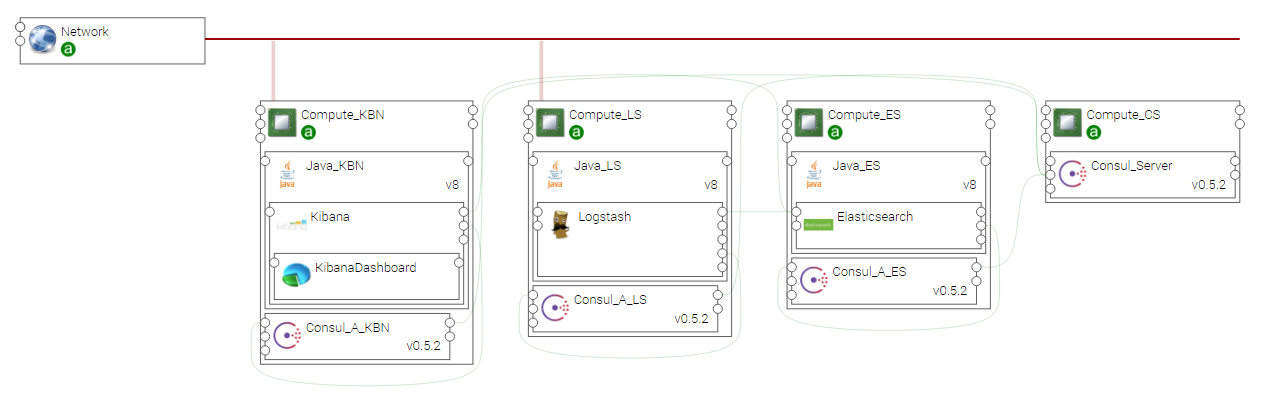 Network
a
Compute_KBN
a
Java_KBN
Java
v8
Kibana
kibana
KibanaDashboard
Consul_A_KBN
v0.5.2
Compute_LS
a
Java_LS
Java
v8
Logstash
Consul_A_LS
v0.5.2
Compute_ES
a
Java_ES
Java
v8
Elasticsearch
Consul_A_ES
v0.5.2
Compute_CS
a
Consul_Server
v0.5.2